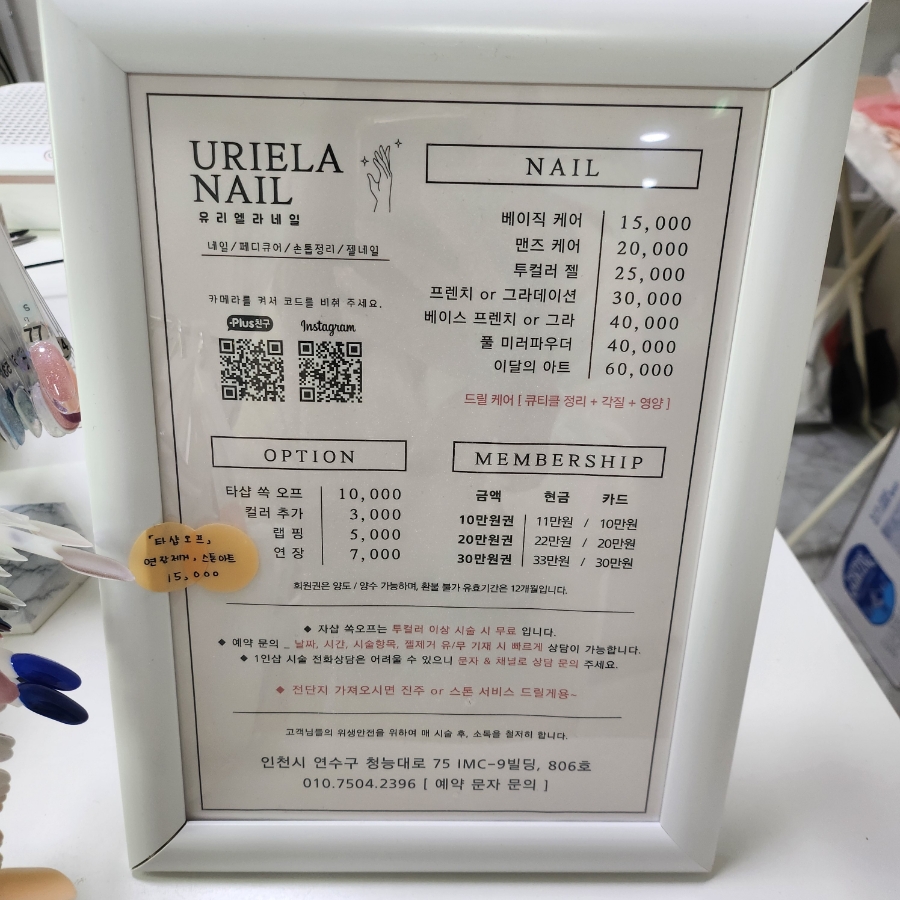 URIELA
NAIL
유리엘라네일
네일/페디큐어/손톱정리/젤네일
카메라를 켜서 코드를 비춰 주세요.
Plus친구 Instagram
NAIL
베이직 케어 15,000
맨즈 케어 20,000
투컬러 젤 25,000
프렌치 or 그라데이션 30,000
베이스 프렌치 or 그라 40,000
풀 미러파우더 40,000
이달의 아트 60,000
드릴 케어 [ 큐티클 정리 + 각질 + 영양 ]
OPTION
타샵 쏙 오프 10,000
컬러 추가 3,000
랩 핑 5,000
연 장 7,000
「타샵 오프」
연장제거, 스톤아트
15,000
MEMBERSHIP
금액 현금 카드
10만원권 11만원 / 10만원
20만원권 22만원 / 20만원
30만원권 33만원 / 30만원
회원권은 양도 / 양수 가능하며, 환불 불가 유효기간은 12개월입니다.
◆ 자샵 쏙오프는 투컬러 이상 시술 시 무료 입니다.
◆ 예약 문의 _ 날짜, 시간, 시술항목, 젤제거 유/무 기재 시 빠르게 상담이 가능합니다.
◆ 1인샵 시술 전화상담은 어려울 수 있으니 문자 & 채널로 상담 문의 주세요.
◆ 전단지 가져오시면 진주 or 스톤 서비스 드릴게용~
고객님들의 위생안전을 위하며 매 시술 후, 소독을 철저히 합니다.
인천시 연수구 청능대로 75 IMC-9빌딩, 806호
010.7504.2396 [ 예약 문자 문의 ]
77